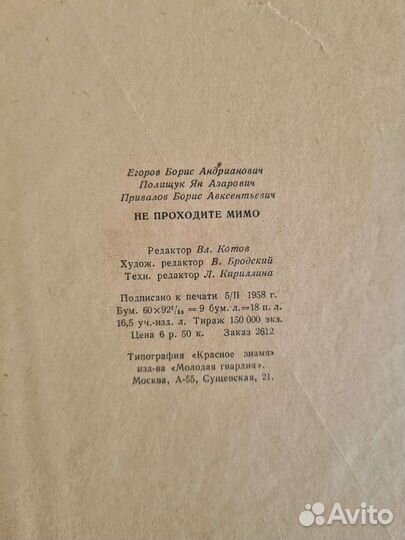 Егоров Борис Андрианович
Полищук Ян Азарович
Привалов Борис Авксентьевич
НЕ ПРОХОДИТЕ МИМО
Редактор Вл. Котов
Худож. редактор В. Бродский
Техн. редактор Л. Кириллина
Подписано к печати 5/II 1958 г.
Бум. 60×92¹/₁₆ = 9 бум. л. = 18 п. л.
16,5 уч.-изд. л. Тираж 150 000 экз.
Цена 6 р. 50 к. Заказ 2612
Типография «Красное знамя»
изд-ва «Молодая гвардия».
Москва, А-55, Сущевская, 21.
Avito